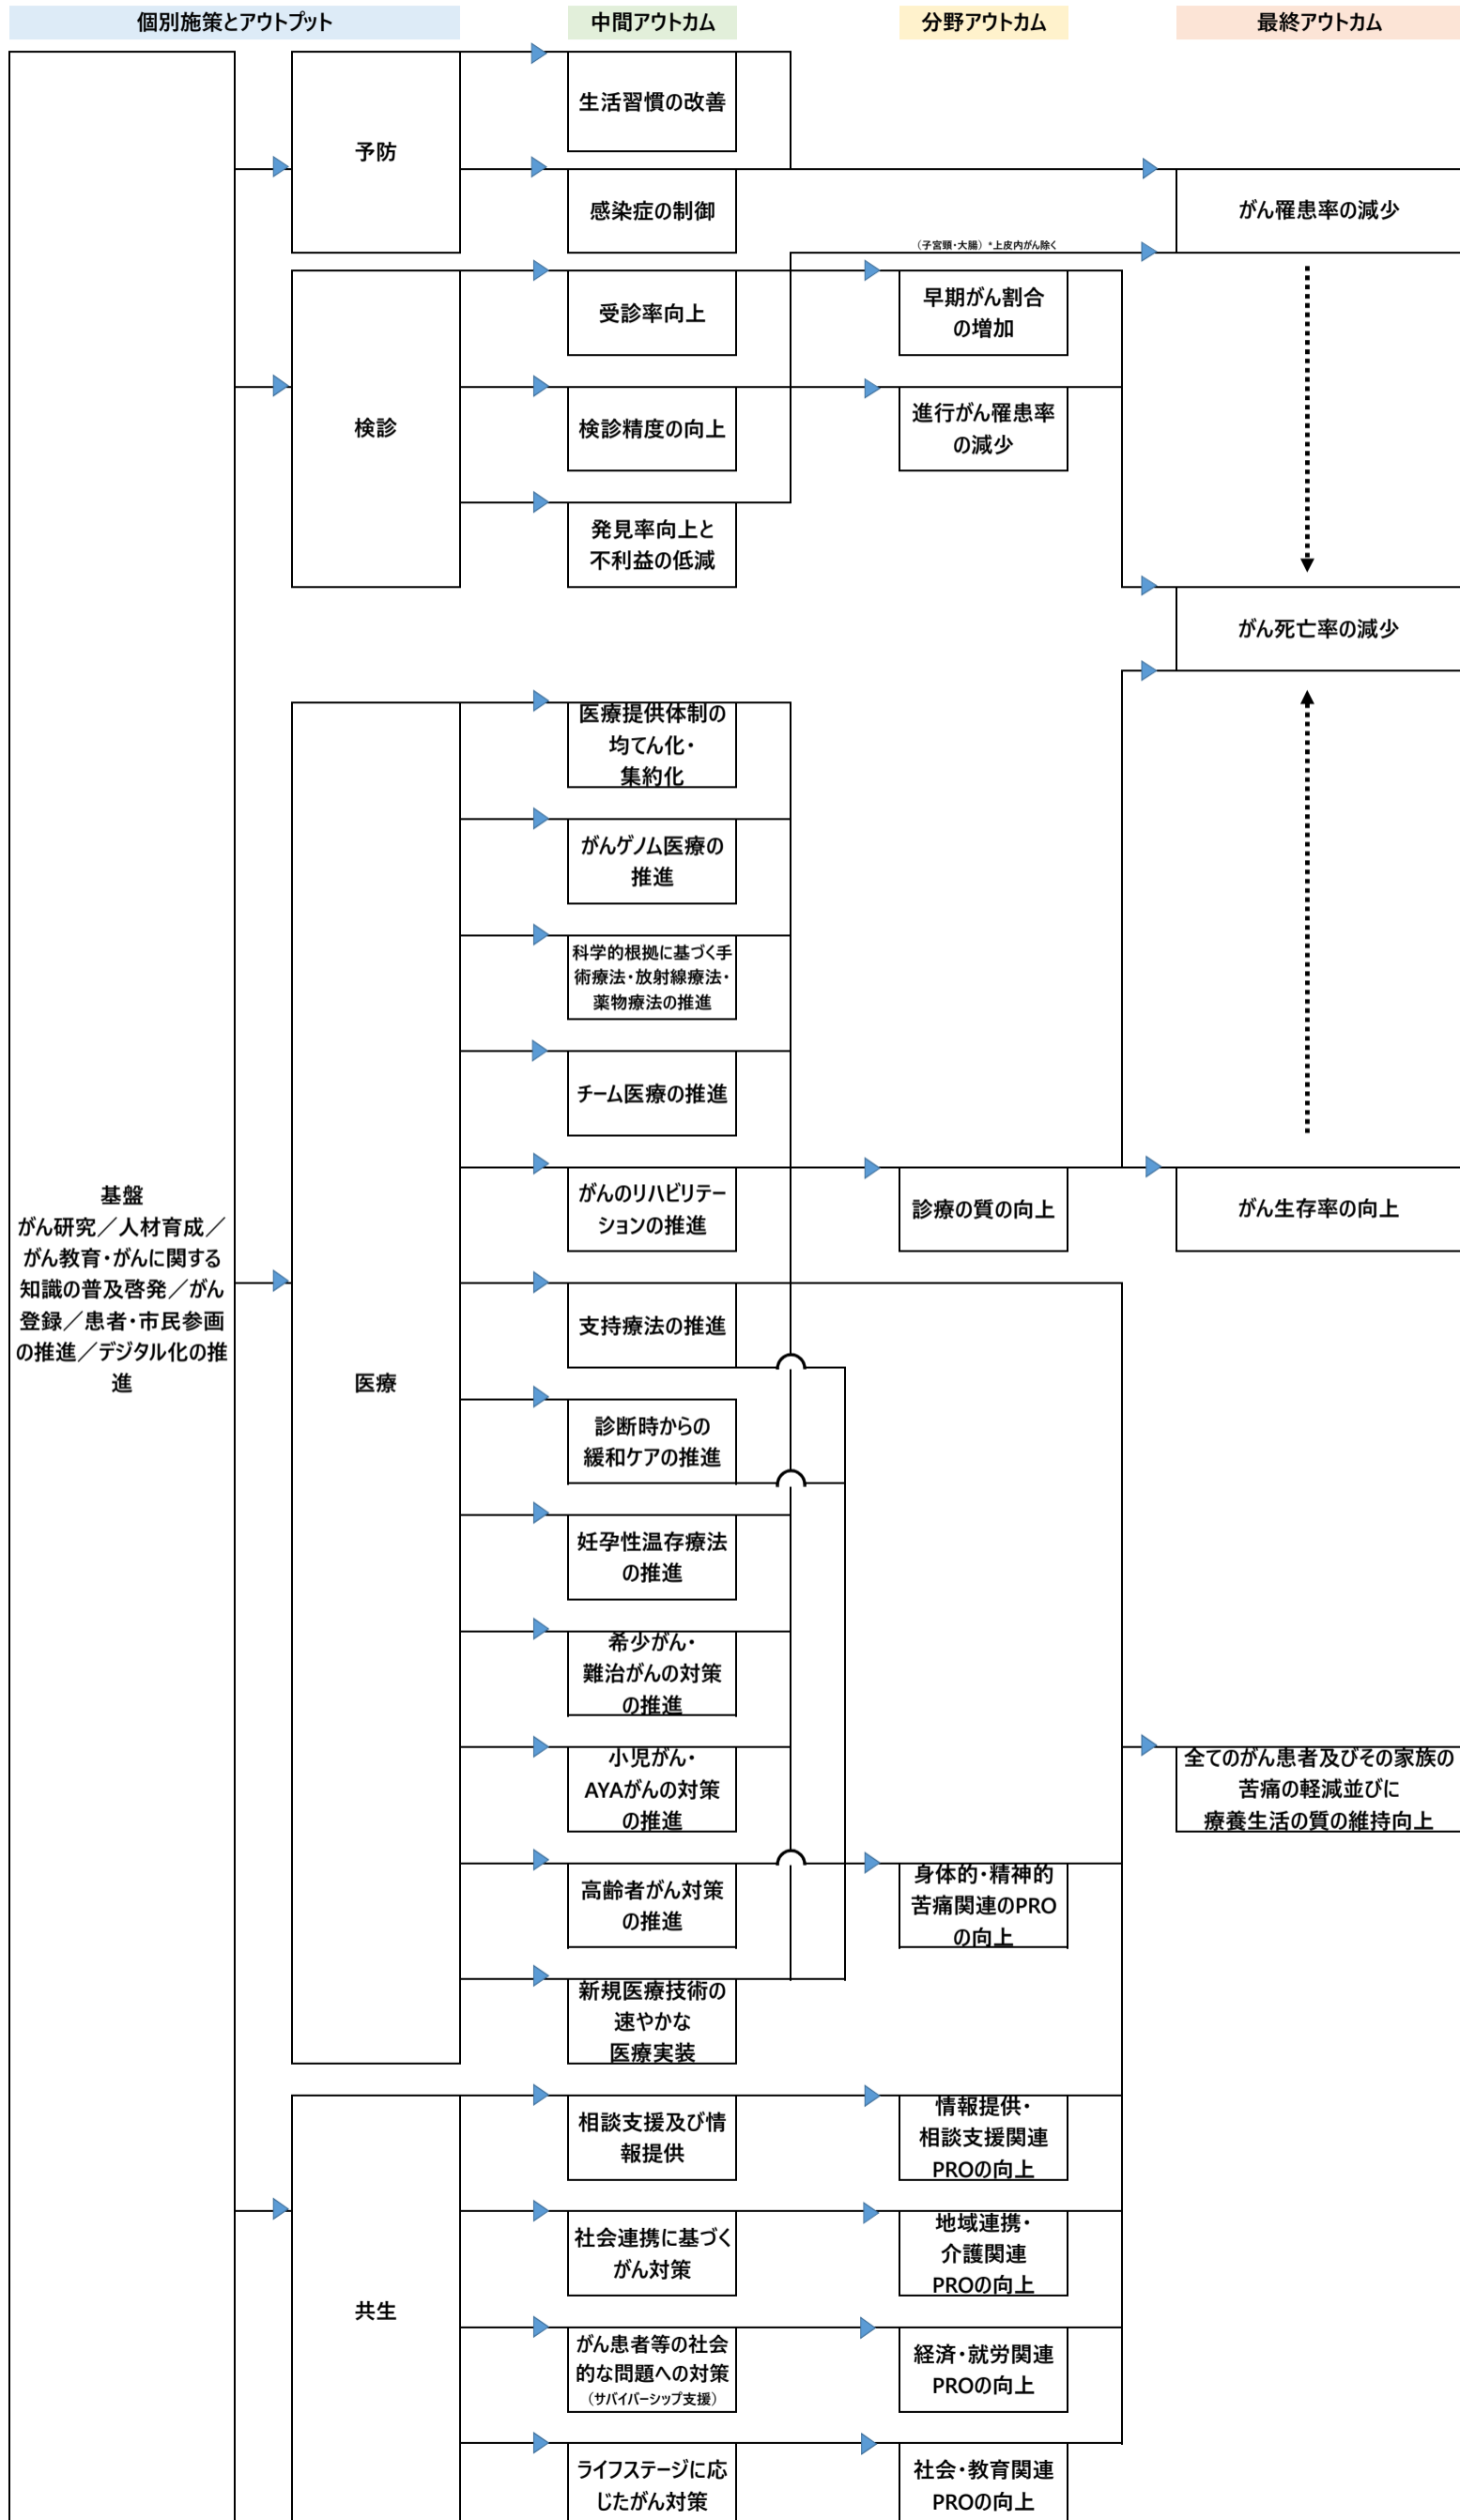 個別施策とアウトプット
中間アウトカム
分野アウトカム
最終アウトカム
基盤
がん研究／人材育成／
がん教育・がんに関する
知識の普及啓発／がん
登録／患者・市民参画
の推進／デジタル化の推
進
予防
生活習慣の改善
感染症の制御
がん罹患率の減少
（子宮頸・大腸）*上皮内がん除く
検診
受診率向上
早期がん割合
の増加
検診精度の向上
進行がん罹患率
の減少
発見率向上と
不利益の低減
がん死亡率の減少
医療
医療提供体制の
均てん化・
集約化
がんゲノム医療の
推進
科学的根拠に基づく手
術療法・放射線療法・
薬物療法の推進
チーム医療の推進
がんのリハビリテー
ションの推進
診療の質の向上
がん生存率の向上
支持療法の推進
診断時からの
緩和ケアの推進
妊孕性温存療法
の推進
希少がん・
難治がんの対策
の推進
小児がん・
AYAがんの対策
の推進
全てのがん患者及びその家族の
苦痛の軽減並びに
療養生活の質の維持向上
高齢者がん対策
の推進
身体的・精神的
苦痛関連のPRO
の向上
新規医療技術の
速やかな
医療実装
共生
相談支援及び情
報提供
情報提供・
相談支援関連
PROの向上
社会連携に基づく
がん対策
地域連携・
介護関連
PROの向上
がん患者等の社会
的な問題への対策
（サバイバーシップ支援）
経済・就労関連
PROの向上
ライフステージに応
じたがん対策
社会・教育関連
PROの向上